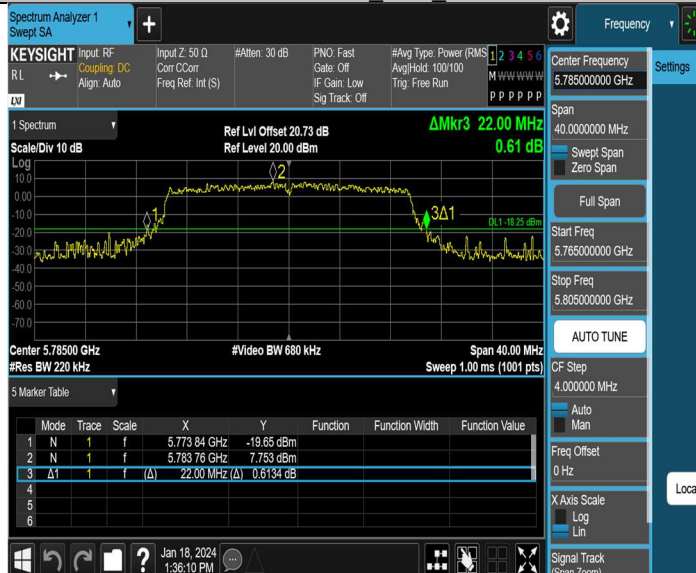 Spectrum Analyzer 1
Swept SA
+
Frequency
KEYSIGHT Input: RF Input Z: 50 Ω #Atten: 30 dB PNO: Fast #Avg Type: Power (RMS 1 2 3 4 5 6
RL Coupling: DC Corr CCorr Gate: Off Avg|Hold: 100/100 M W W W W W
Align: Auto Freq Ref: Int (S) IF Gain: Low Trig: Free Run
LXI Sig Track: Off P P P P P P
1 Spectrum
Ref Lvl Offset 20.73 dB ΔMkr3 22.00 MHz
Scale/Div 10 dB Ref Level 20.00 dBm 0.61 dB
Log
10.0
0.00
-10.0
-20.0
-30.0
-40.0
-50.0
-60.0
-70.0
2
1
3Δ1
DL1 -18.25 dBm
Center 5.78500 GHz #Video BW 680 kHz Span 40.00 MHz
#Res BW 220 kHz Sweep 1.00 ms (1001 pts)
5 Marker Table
Mode Trace Scale X Y Function Function Width Function Value
1 N 1 f 5.773 84 GHz -19.65 dBm
2 N 1 f 5.783 76 GHz 7.753 dBm
3 Δ1 1 f (Δ) 22.00 MHz (Δ) 0.6134 dB
4
5
6
? Jan 18, 2024
1:36:10 PM
Center Frequency
5.785000000 GHz
Span
40.0000000 MHz
Swept Span
Zero Span
Full Span
Start Freq
5.765000000 GHz
Stop Freq
5.805000000 GHz
AUTO TUNE
CF Step
4.000000 MHz
Auto
Man
Freq Offset
0 Hz
X Axis Scale
Log
Lin
Signal Track
(Span Zoom)
Settings
Loca